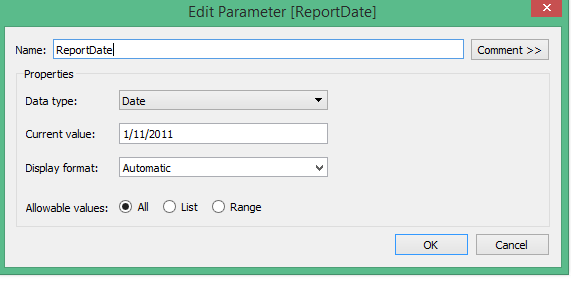 Edit Parameter [ReportDate]
Name: ReportDate Comment >>
Properties
Data type: Date
Current value: 1/11/2011
Display format: Automatic
Allowable values: All List Range
OK Cancel